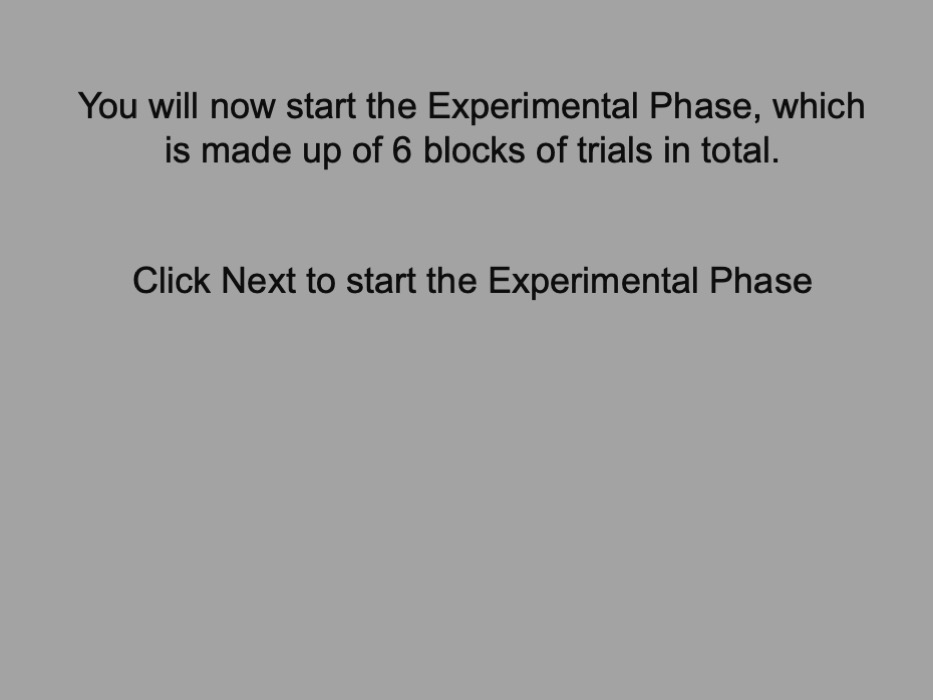 You will now start the Experimental Phase, which
is made up of 6 blocks of trials in total.
Click Next to start the Experimental Phase